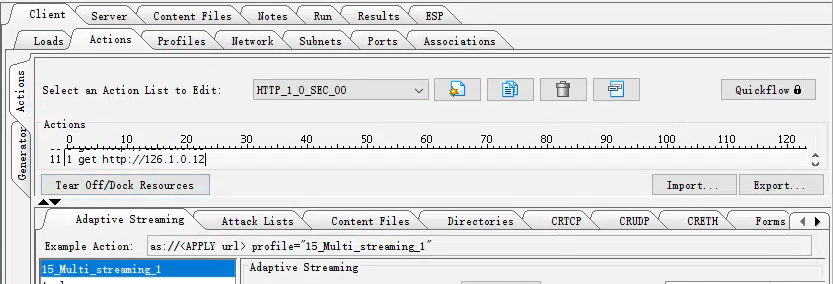 Client Server Content Files Notes Run Results ESP
Loads Actions Profiles Network Subnets Ports Associations
Actions
Generator
Select an Action List to Edit: HTTP_1_0_SEC_00 Quickflow
Actions
0 10 20 30 40 50 60 70 80 90 100 110 120
11 1 get http://126.1.0.12
Tear Off/Dock Resources Import... Export...
Adaptive Streaming Attack Lists Content Files Directories CRTCP CRUDP CRETH Forms
Example Action: as://<APPLY url> profile="15_Multi_streaming_1"
15_Multi_streaming_1 Adaptive Streaming